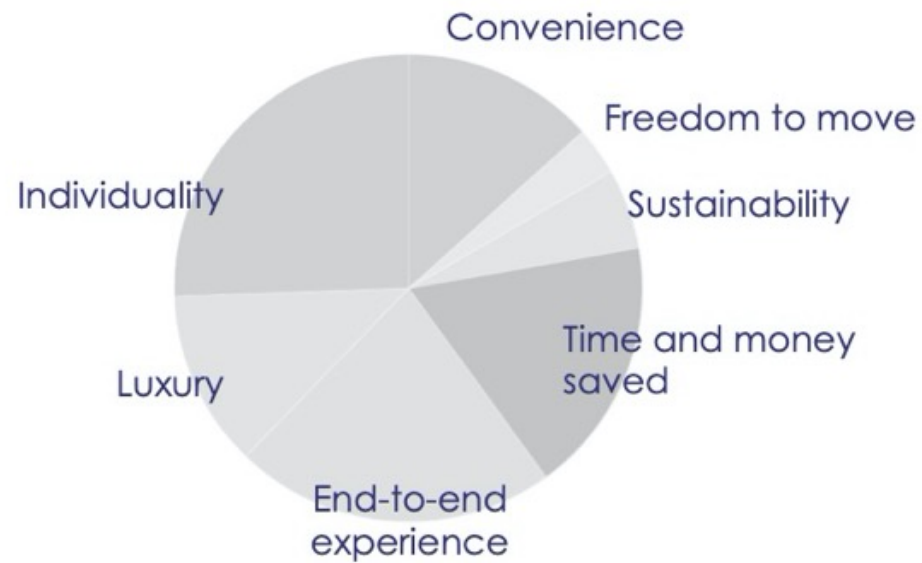 Convenience
Freedom to move
Sustainability
Individuality
Time and money
saved
Luxury
End-to-end
experience